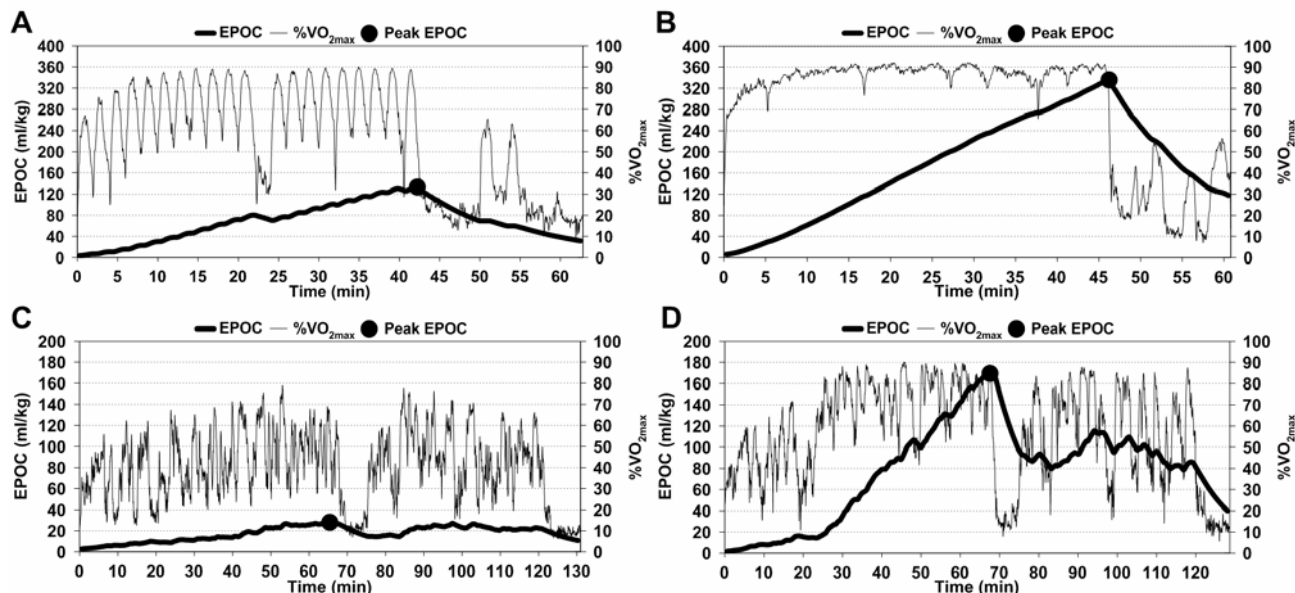 A
EPOC %VO2max Peak EPOC
400 360 320 280 240 200 160 120 80 40 0
EPOC (ml/kg)
100 90 80 70 60 50 40 30 20 10 0
%VO2max
0 5 10 15 20 25 30 35 40 45 50 55 60
Time (min)
B
EPOC %VO2max Peak EPOC
400 360 320 280 240 200 160 120 80 40 0
EPOC (ml/kg)
100 90 80 70 60 50 40 30 20 10 0
%VO2max
0 5 10 15 20 25 30 35 40 45 50 55 60
Time (min)
C
EPOC %VO2max Peak EPOC
200 180 160 140 120 100 80 60 40 20 0
EPOC (ml/kg)
100 90 80 70 60 50 40 30 20 10 0
%VO2max
0 10 20 30 40 50 60 70 80 90 100 110 120 130
Time (min)
D
EPOC %VO2max Peak EPOC
200 180 160 140 120 100 80 60 40 20 0
EPOC (ml/kg)
100 90 80 70 60 50 40 30 20 10 0
%VO2max
0 10 20 30 40 50 60 70 80 90 100 110 120
Time (min)